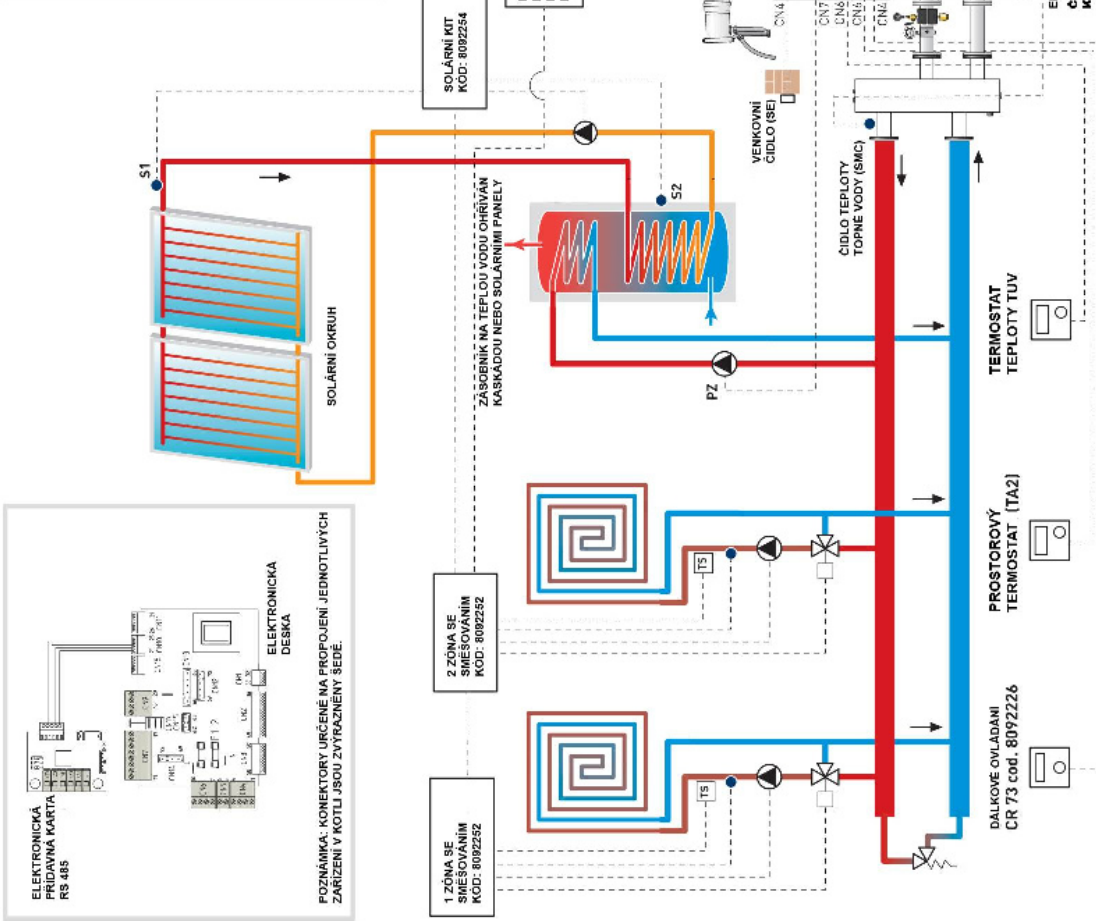 ELEKTRONICKÁ
PŘÍDAVNÁ KARTA
RS 485
ELEKTRONICKÁ
DESKA
POZNÁMKA: KONEKTORY URČENÉ NA PROPOJENÍ JEDNOTLIVÝCH
ZAŘÍZENÍ V KOTLI JSOU ZVÝRAZNĚNY ŠEDĚ.
SOLÁRNÍ OKRUH
S1
SOLÁRNÍ KIT
KÓD: 8092254
S2
ZÁSOBNÍK NA TEPLOU VODU OHŘÍVÁN
KASKÁDOU NEBO SOLÁRNÍMI PANELY
VENKOVNÍ
ČIDLO (SE)
CN4
CN7
CN6
CN4
ČIDLO TEPLOTY
TOPNÉ VODY (SMC)
PZ
1 ZÓNA SE
SMĚŠOVÁNÍM
KÓD: 8092252
2 ZÓNA SE
SMĚŠOVÁNÍM
KÓD: 8092252
TS
TS
DÁLKOVÉ OVLÁDÁNÍ
CR 73 cod. 8092226
PROSTOROVÝ
TERMOSTAT (TA2)
TERMOSTAT
TEPLOTY TUV